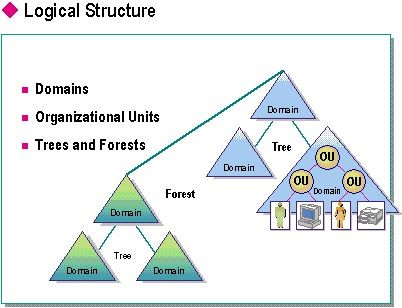 Logical Structure
Domains
Organizational Units
Trees and Forests
Domain
Tree
Domain
OU
OU
OU
Domain
Forest
Domain
Tree
Domain
Domain